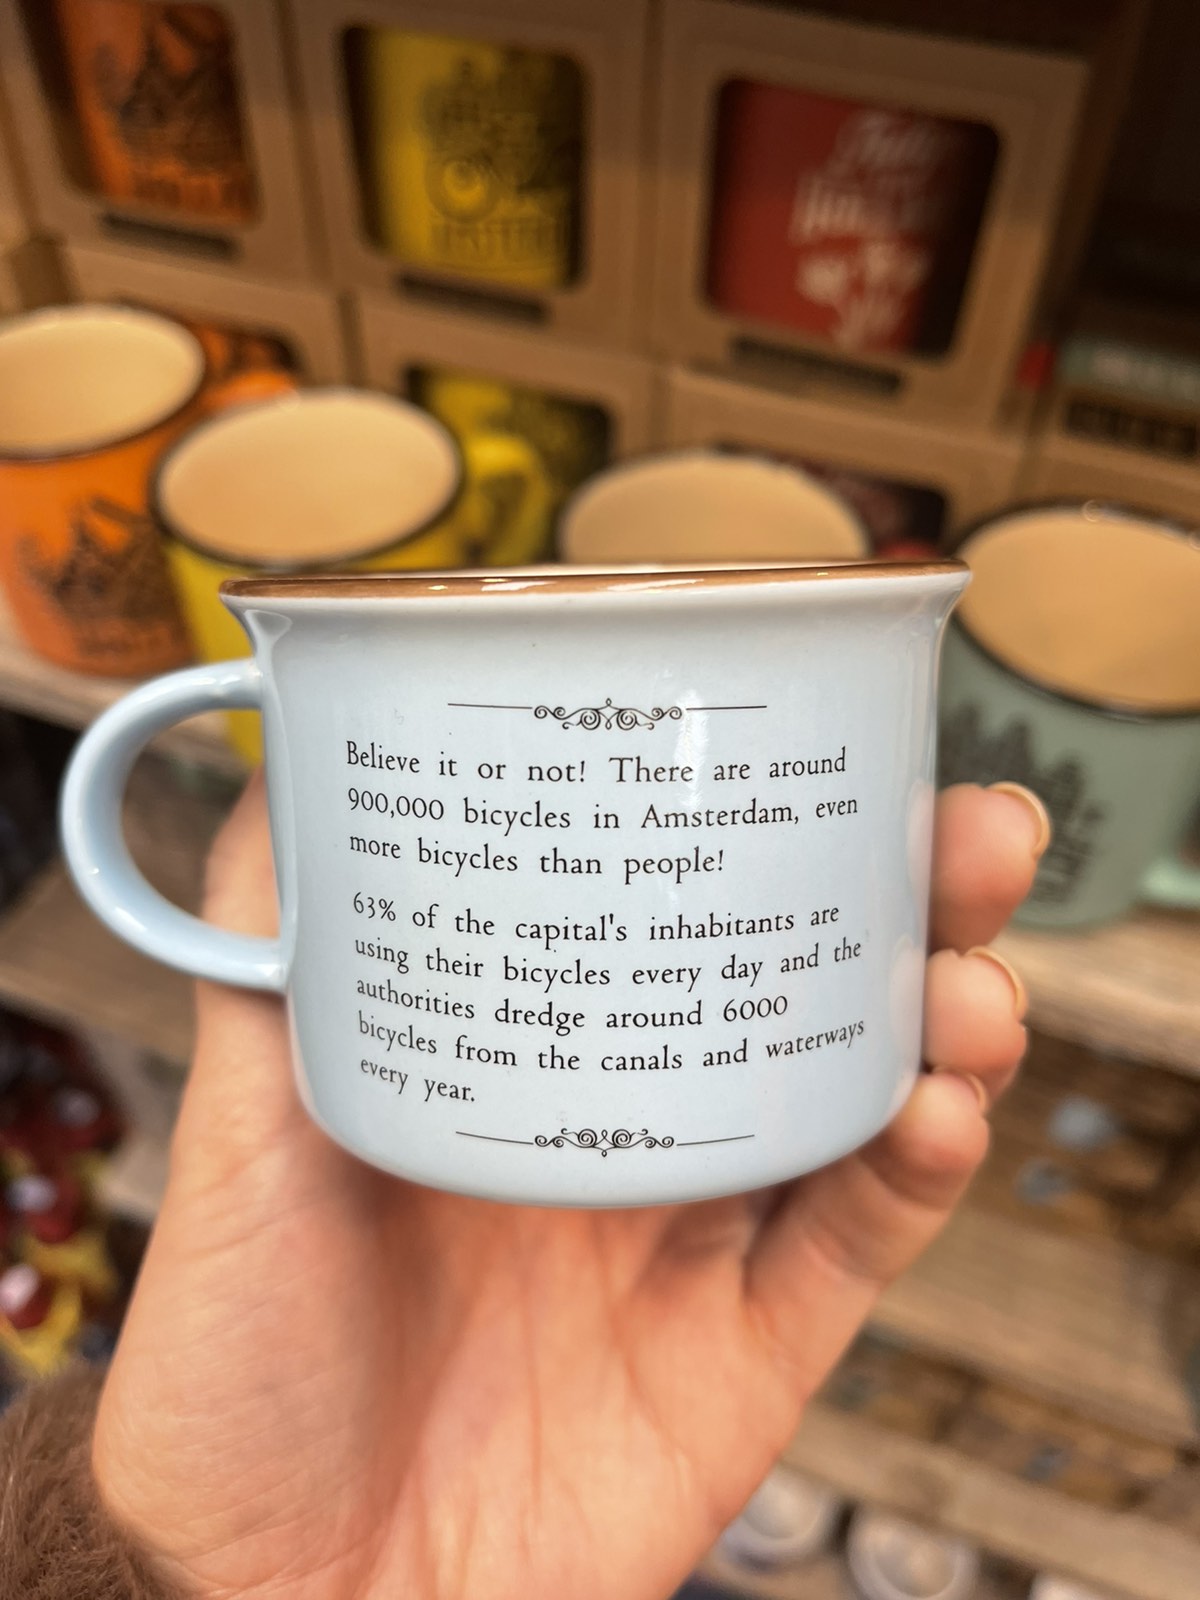 Believe it or not! There are around
900,000 bicycles in Amsterdam, even
more bicycles than people!
63% of the capital's inhabitants are
using their bicycles every day and the
authorities dredge around 6000
bicycles from the canals and waterways
every year.